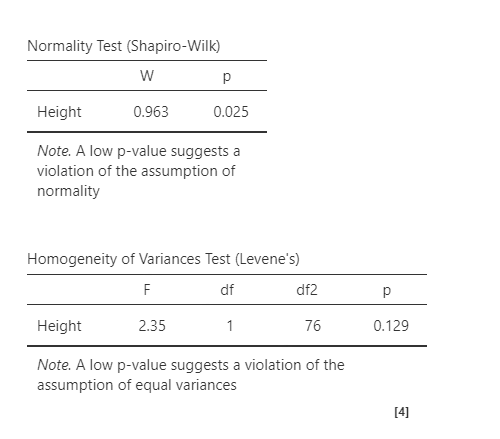 Normality Test (Shapiro-Wilk)
W p
Height 0.963 0.025
Note. A low p-value suggests a
violation of the assumption of
normality
Homogeneity of Variances Test (Levene's)
F df df2 p
Height 2.35 1 76 0.129
Note. A low p-value suggests a violation of the
assumption of equal variances
[4]